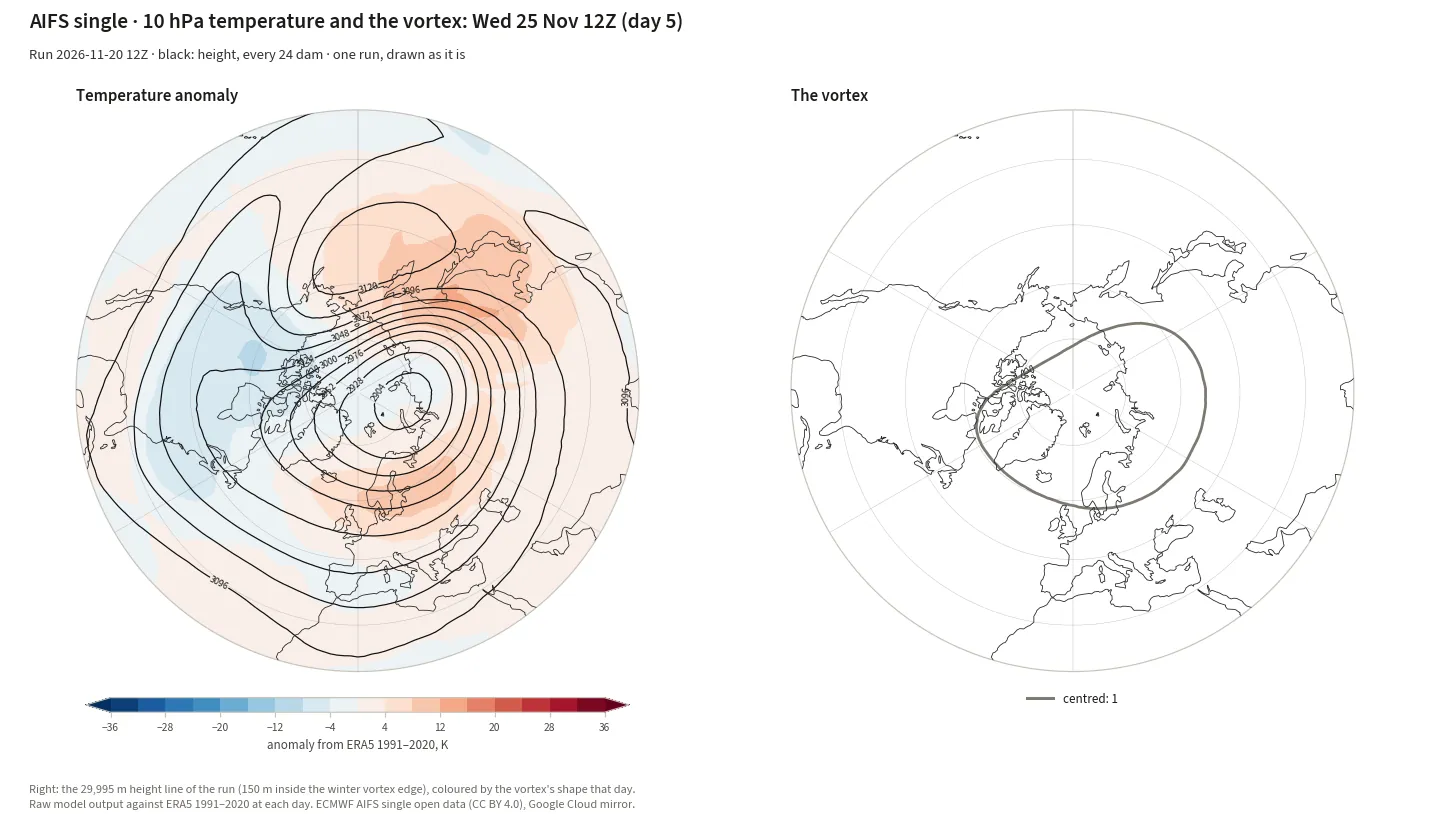 AIFS single · 10 hPa temperature and the vortex: Wed 25 Nov 12Z (day 5)
Run 2026-11-20 12Z · black: height, every 24 dam · one run, drawn as it is
Temperature anomaly
The vortex
3120
3096
3072
3048
3000
2976
2928
2904
3096
3096
−36 −28 −20 −12 −4 4 12 20 28 36
anomaly from ERA5 1991–2020, K
centred: 1
Right: the 29,995 m height line of the run (150 m inside the winter vortex edge), coloured by the vortex's shape that day.
Raw model output against ERA5 1991–2020 at each day. ECMWF AIFS single open data (CC BY 4.0), Google Cloud mirror.